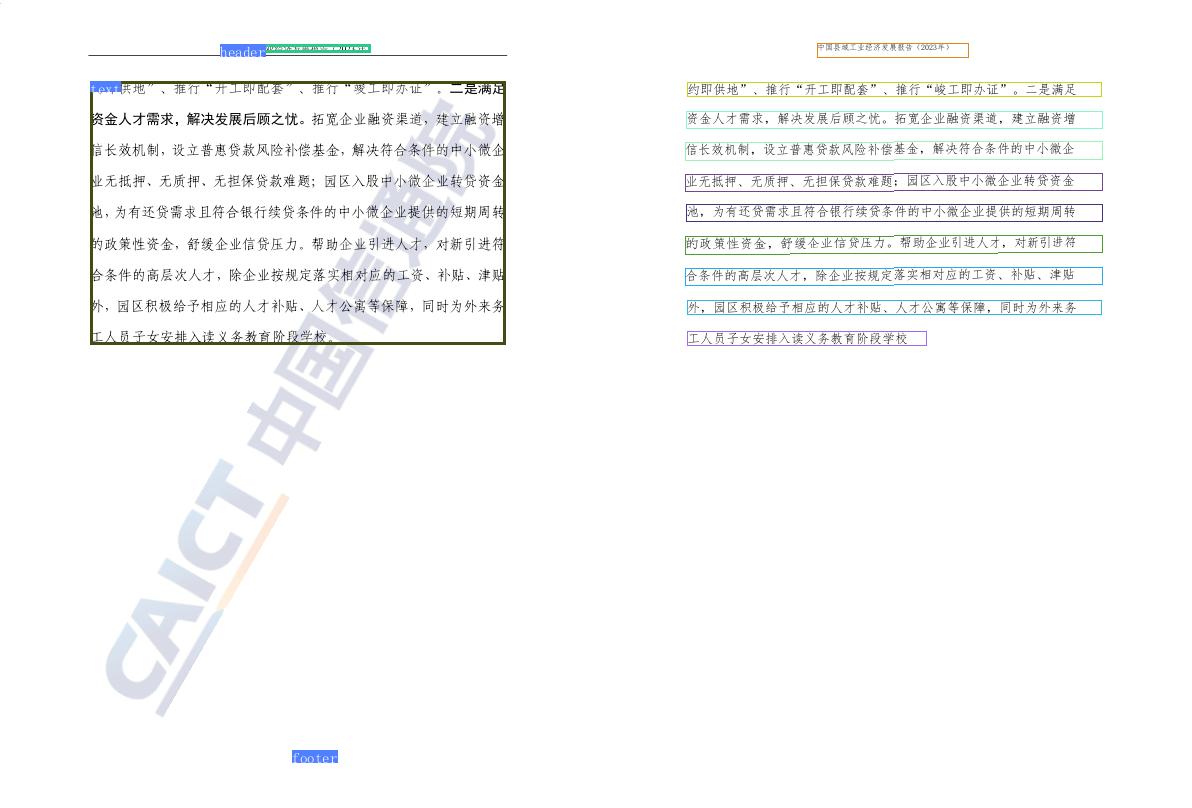 header
text供地”、推行“开工即配套”、推行“竣工即办证”。二是满足
资金人才需求，解决发展后顾之忧。拓宽企业融资渠道，建立融资增
信长效机制，设立普惠贷款风险补偿基金，解决符合条件的中小微企
业无抵押、无质押、无担保贷款难题；园区入股中小微企业转贷资金
池，为有还贷需求且符合银行续贷条件的中小微企业提供的短期周转
的政策性资金，舒缓企业信贷压力。帮助企业引进人才，对新引进符
合条件的高层次人才，除企业按规定落实相对应的工资、补贴、津贴
外，园区积极给予相应的人才补贴、人才公寓等保障，同时为外来务
工人员子女安排入读义务教育阶段学校。
CAICT 中国信通院
footer
中国县域工业经济发展报告（2023年）
约即供地”、推行“开工即配套”、推行“峻工即办证”。二是满足
资金人才需求，解决发展后顾之忧。拓宽企业融资渠道，建立融资增
信长效机制，设立普惠贷款风险补偿基金，解决符合条件的中小微企
业无抵押、无质押、无担保贷款难题；园区入股中小微企业转贷资金
池，为有还贷需求且符合银行续贷条件的中小微企业提供的短期周转
的政策性资金，舒缓企业信贷压力。帮助企业引进人才，对新引进符
合条件的高层次人才，除企业按规定落实相对应的工资、补贴、津贴
外，园区积极给予相应的人才补贴、人才公寓等保障，同时为外来务
工人员子女安排入读义务教育阶段学校